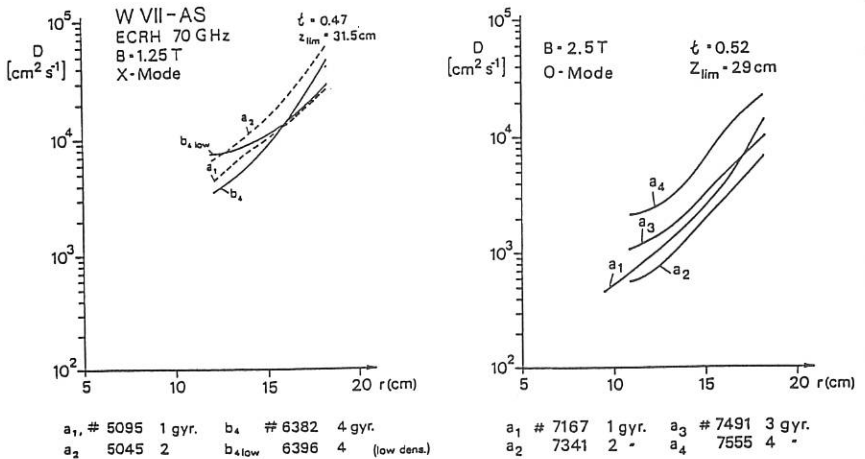 W VII-AS
ECRH 70 GHz
B = 1.25 T
X-Mode
ɩ = 0.47
z lim = 31.5 cm
D
[cm² s⁻¹]
10⁵
10⁴
10³
10²
a₂
b₄ low
a₁
b₄
5
10
15
20
r (cm)
a₁, # 5095 1 gyr. b₄ # 6382 4 gyr.
a₂ 5045 2 b₄ low 6396 4 (low dens.)
B = 2.5 T
O-Mode
ɩ = 0.52
Z lim = 29 cm
D
[cm² s⁻¹]
10⁵
10⁴
10³
10²
a₄
a₃
a₁
a₂
5
10
15
20
r (cm)
a₁ # 7167 1 gyr. a₃ # 7491 3 gyr.
a₂ 7341 2 " a₄ 7555 4 "